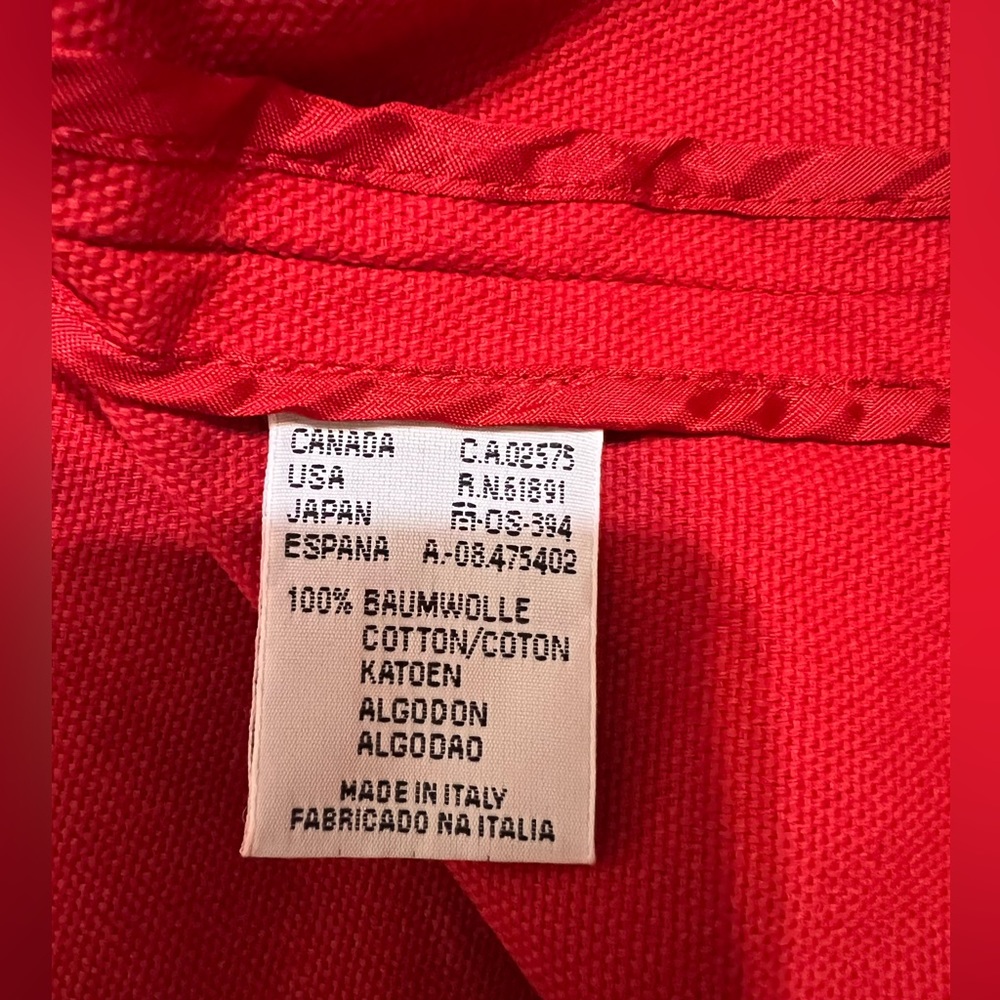 CANADA C.A.02575
USA R.N.61891
JAPAN OS-394
ESPANA A.-08.475402
100% BAUMWOLLE
COTTON/COTON
KATOEN
ALGODON
ALGODAO
MADE IN ITALY
FABRICADO NA ITALIA